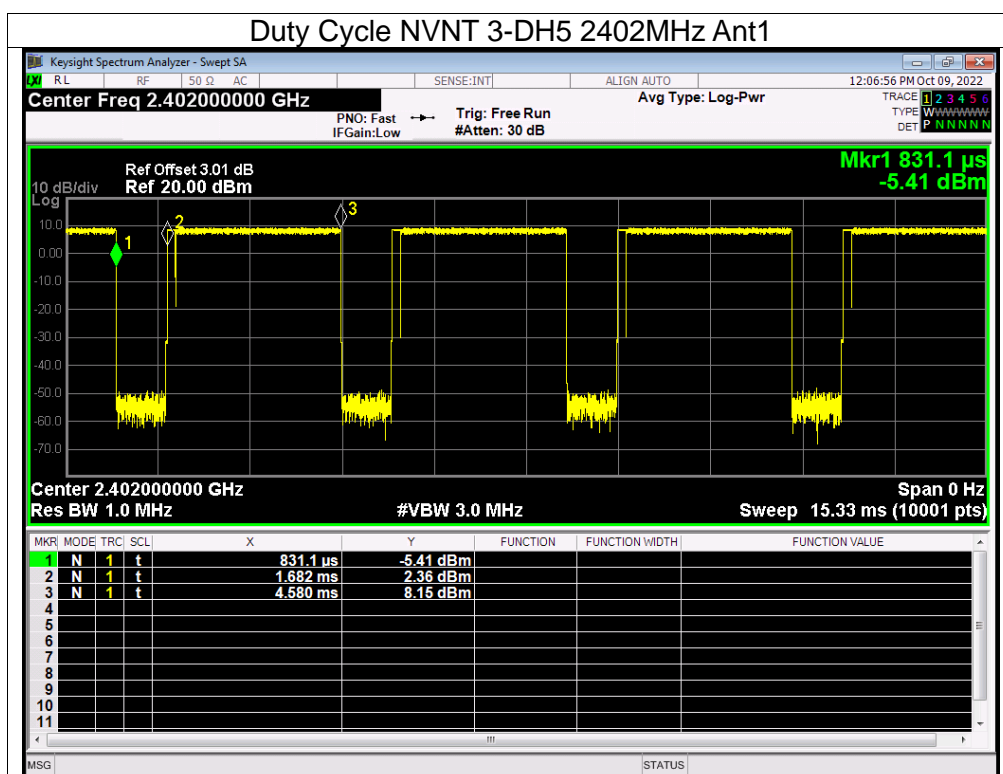 Duty Cycle NVNT 3-DH5 2402MHz Ant1
Keysight Spectrum Analyzer - Swept SA
LXI RL RF 50 Ω AC SENSE:INT ALIGN AUTO 12:06:56 PM Oct 09, 2022
Center Freq 2.402000000 GHz Avg Type: Log-Pwr TRACE 1 2 3 4 5 6
PNO: Fast Trig: Free Run TYPE WWWWWW
IFGain:Low #Atten: 30 dB DET P N N N N N
Mkr1 831.1 µs
Ref Offset 3.01 dB
10 dB/div Ref 20.00 dBm -5.41 dBm
Log
10.0
0.00
-10.0
-20.0
-30.0
-40.0
-50.0
-60.0
-70.0
1
2
3
Center 2.402000000 GHz Span 0 Hz
Res BW 1.0 MHz #VBW 3.0 MHz Sweep 15.33 ms (10001 pts)
MKR MODE TRC SCL X Y FUNCTION FUNCTION WIDTH FUNCTION VALUE
1 N 1 t 831.1 µs -5.41 dBm
2 N 1 t 1.682 ms 2.36 dBm
3 N 1 t 4.580 ms 8.15 dBm
4
5
6
7
8
9
10
11
MSG STATUS